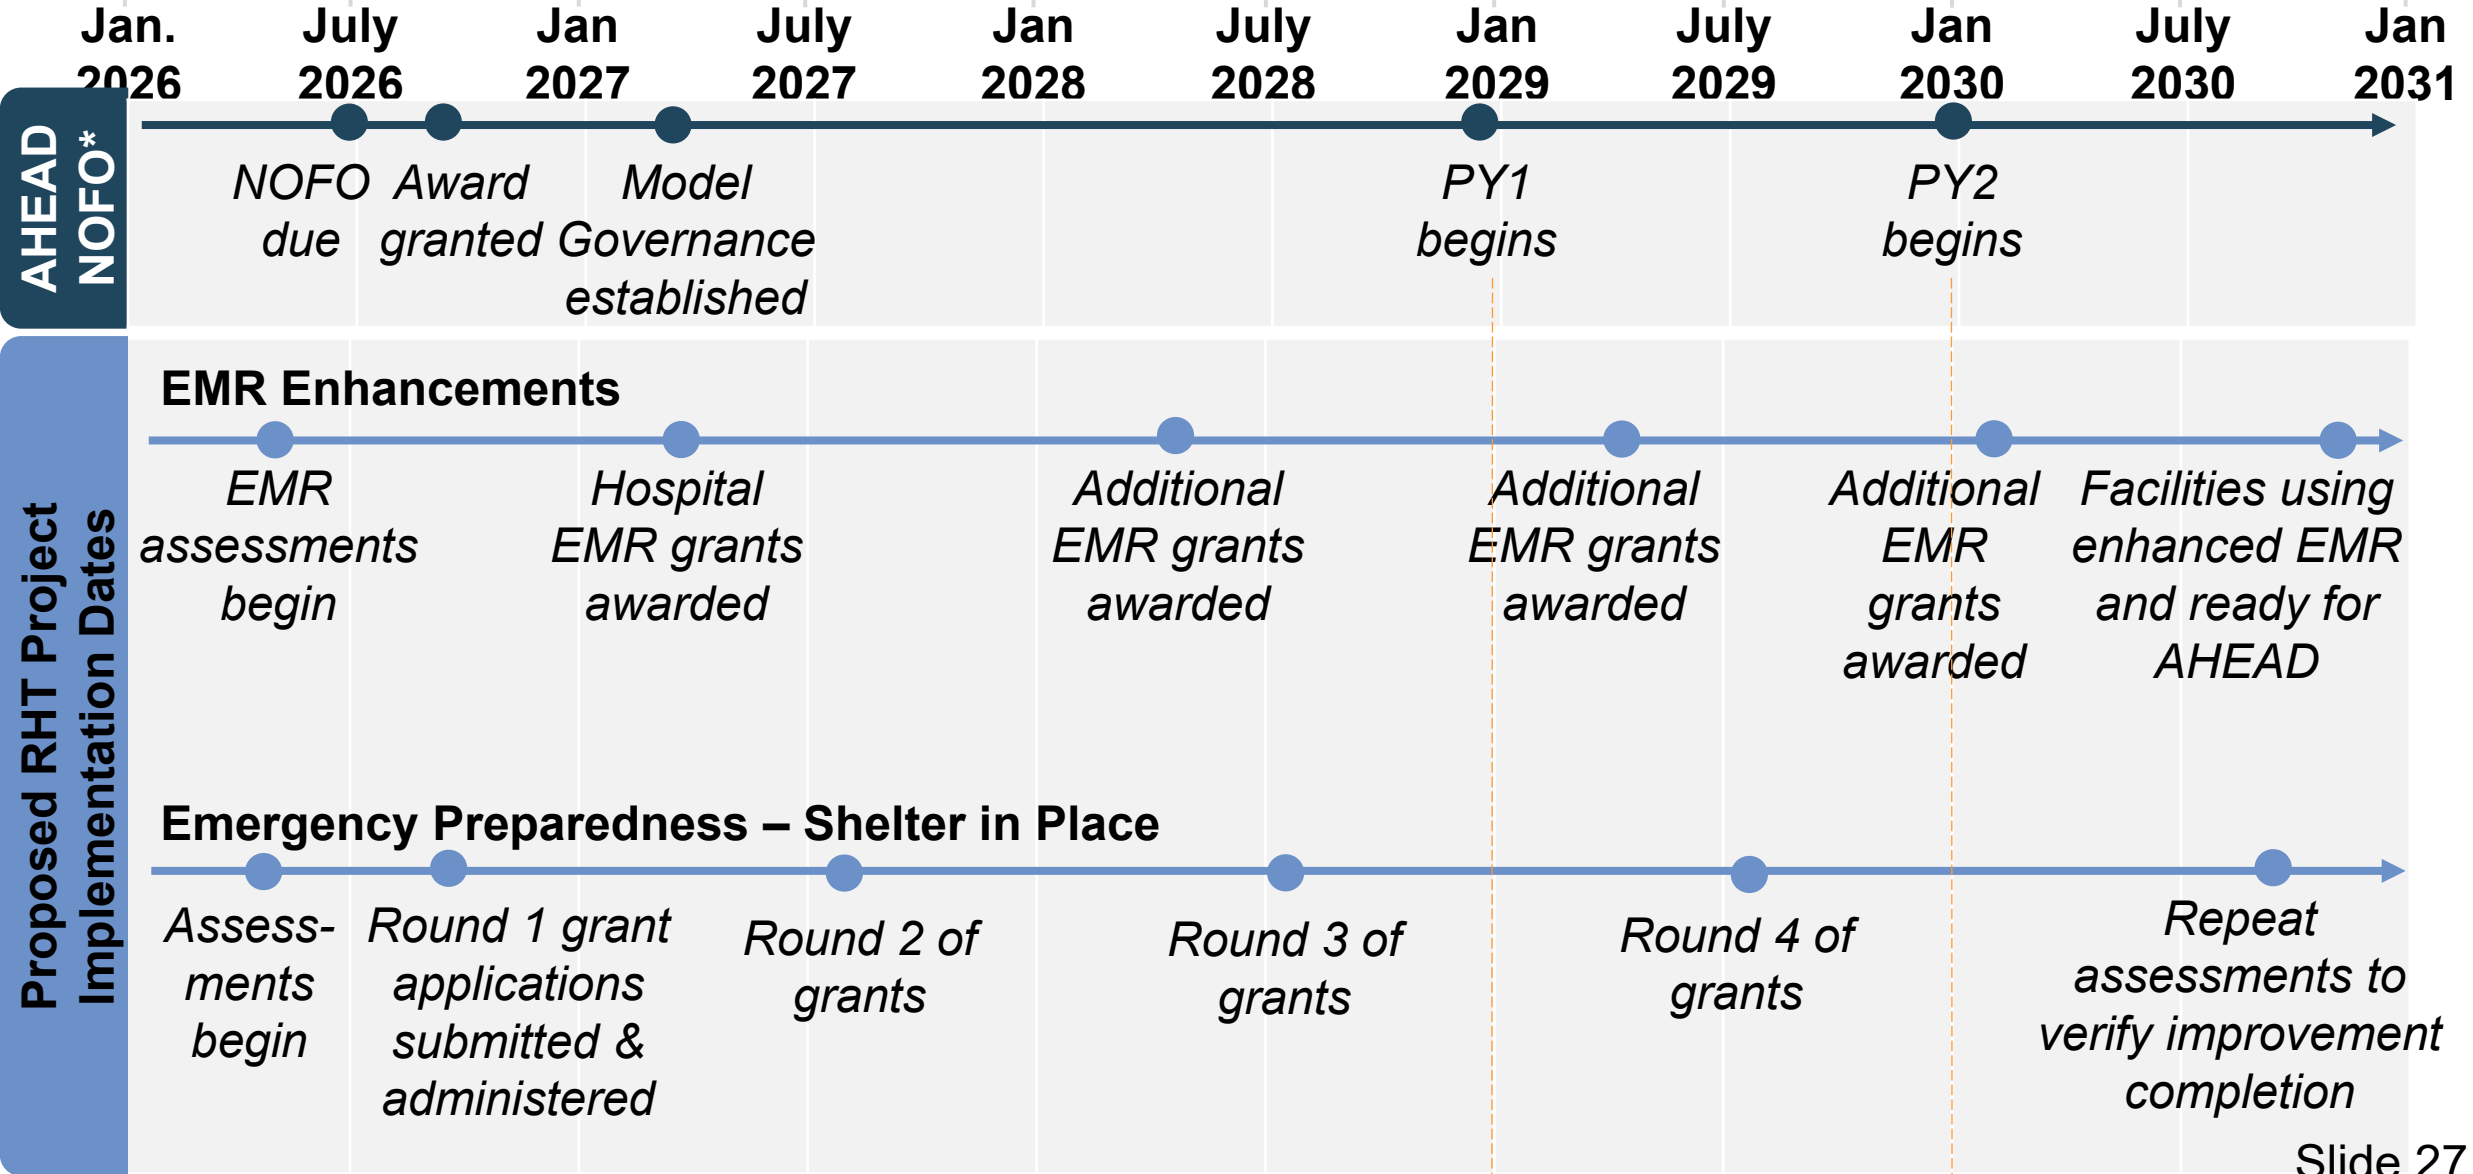 Jan. July Jan July Jan July Jan July Jan July Jan
2026 2026 2027 2027 2028 2028 2029 2029 2030 2030 2031
AHEAD
NOFO*
NOFO
due
Award
granted
Model
Governance
established
PY1
begins
PY2
begins
Proposed RHT Project
Implementation Dates
EMR Enhancements
EMR
assessments
begin
Hospital
EMR grants
awarded
Additional
EMR grants
awarded
Additional
EMR grants
awarded
Additional
EMR
grants
awarded
Facilities using
enhanced EMR
and ready for
AHEAD
Emergency Preparedness – Shelter in Place
Assess-
ments
begin
Round 1 grant
applications
submitted &
administered
Round 2 of
grants
Round 3 of
grants
Round 4 of
grants
Repeat
assessments to
verify improvement
completion
Slide 27